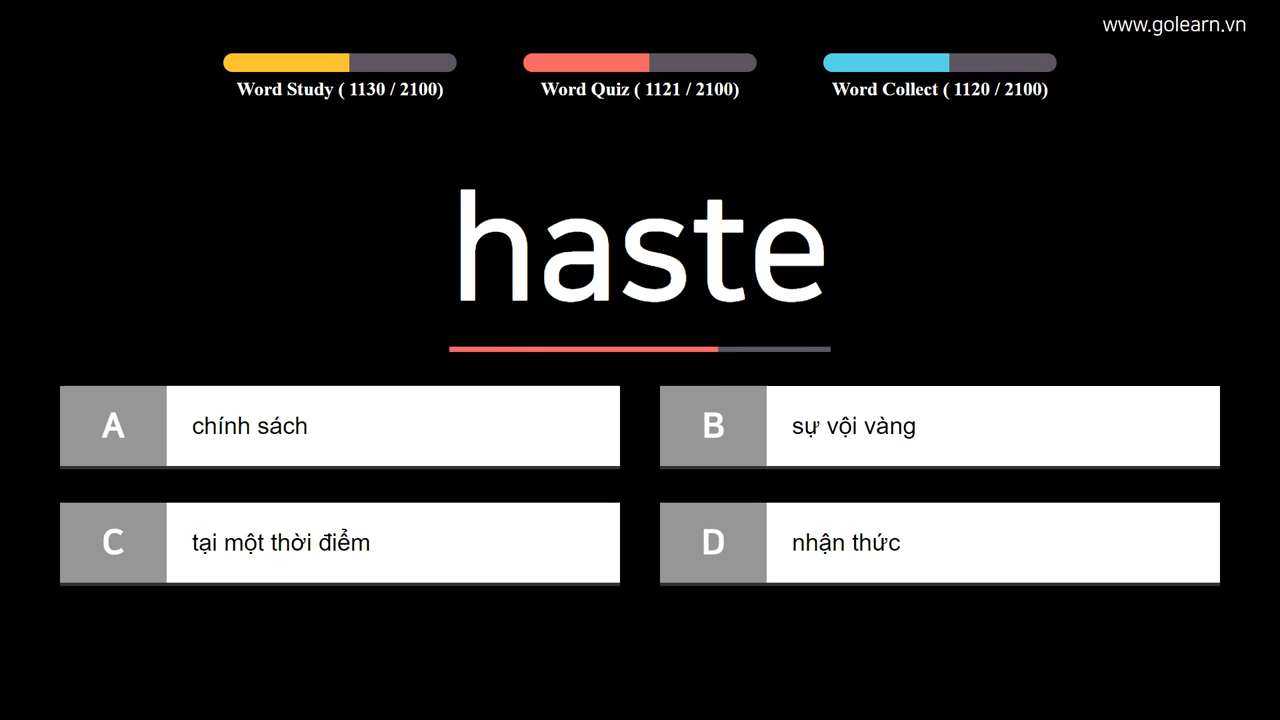 www.golearn.vn
Word Study ( 1130 / 2100)
Word Quiz ( 1121 / 2100)
Word Collect ( 1120 / 2100)
haste
A chính sách
B sự vội vàng
C tại một thời điểm
D nhận thức